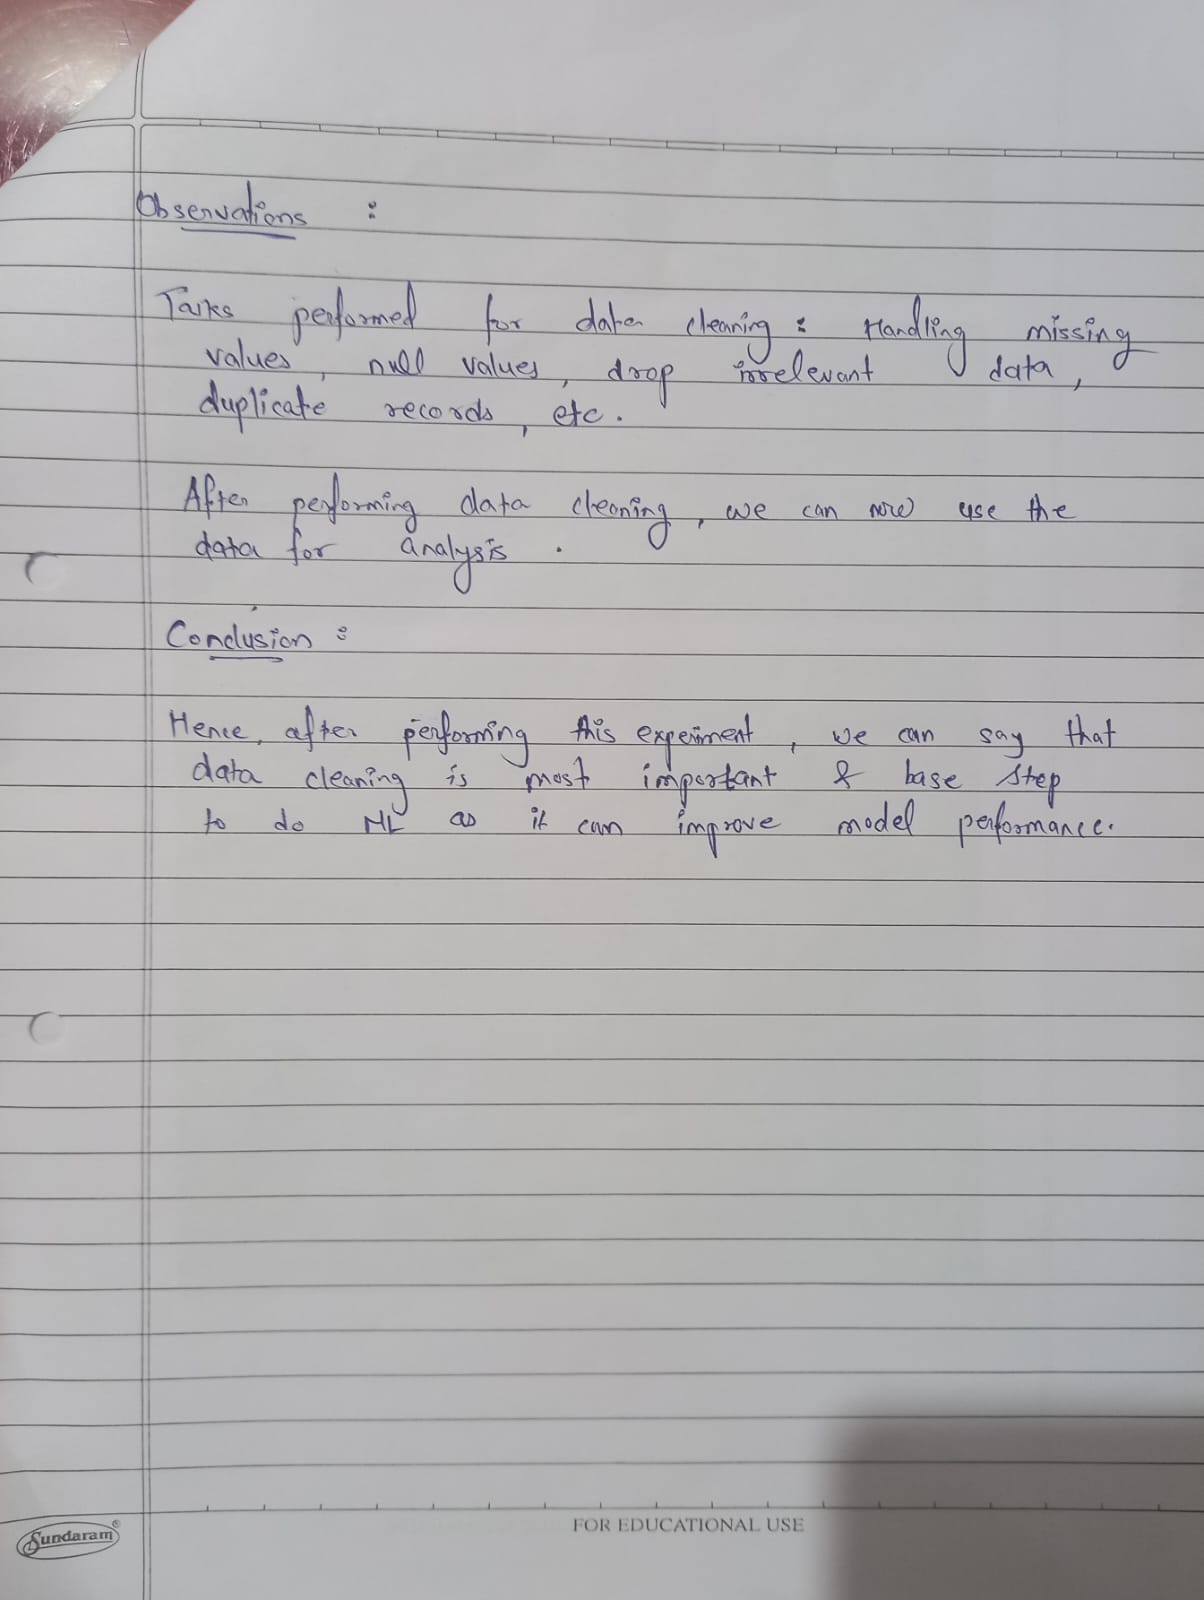 Observations :
Tasks performed for data cleaning : Handling missing
values, null values, drop irrelevant data,
duplicate records, etc.
After performing data cleaning, we can now use the
data for analysis .
Conclusion :
Hence, after performing this experiment, we can say that
data cleaning is most important & base step
to do ML as it can improve model performance.
FOR EDUCATIONAL USE
Sundaram®